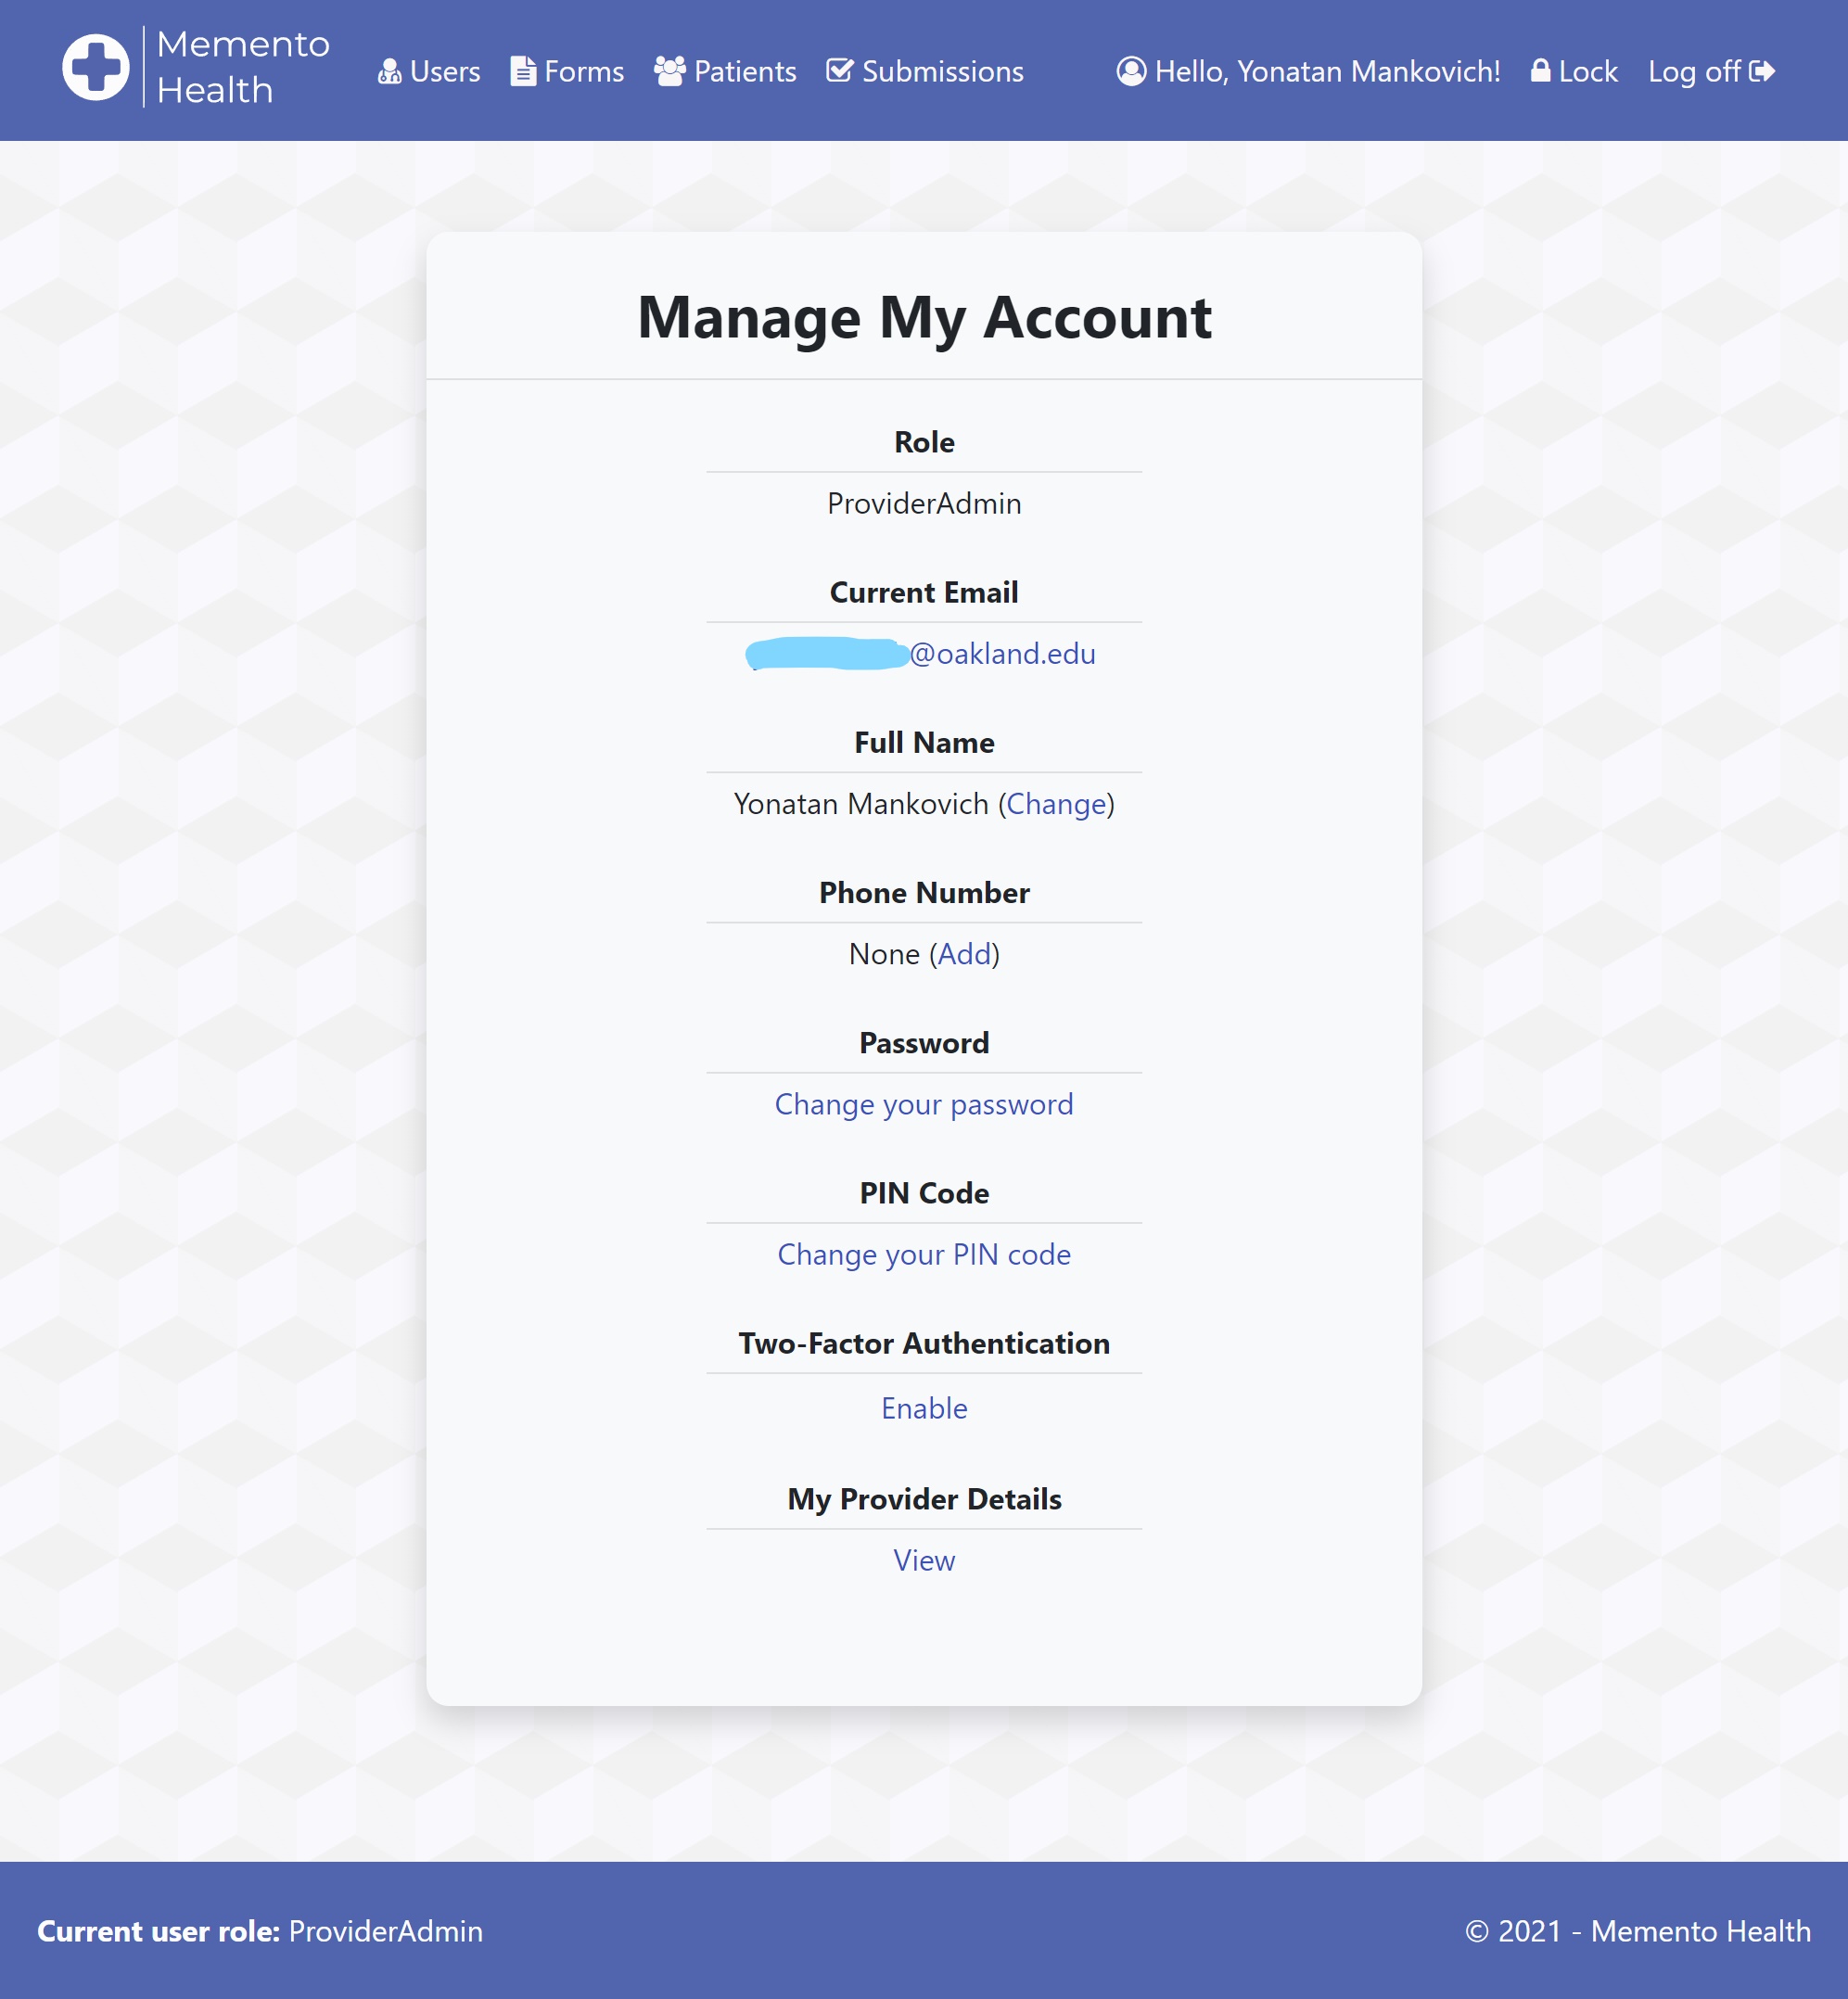 Memento
Health
Users Forms Patients Submissions Hello, Yonatan Mankovich! Lock Log off
Manage My Account
Role
ProviderAdmin
Current Email
@oakland.edu
Full Name
Yonatan Mankovich (Change)
Phone Number
None (Add)
Password
Change your password
PIN Code
Change your PIN code
Two-Factor Authentication
Enable
My Provider Details
View
Current user role: ProviderAdmin
© 2021 - Memento Health